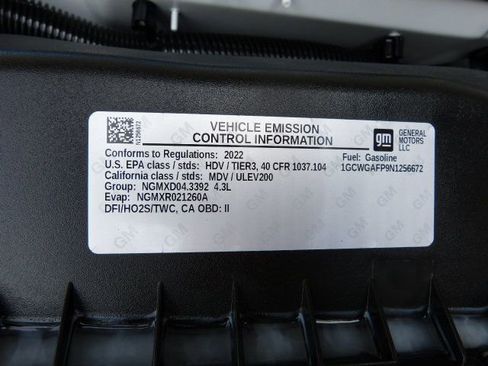 N1256672
VEHICLE EMISSION
CONTROL INFORMATION
gm
GENERAL
MOTORS
LLC
Conforms to Regulations: 2022
Fuel: Gasoline
U.S. EPA class / stds: HDV / TIER3, 40 CFR 1037.104
1GCWGAFP9N1256672
California class / stds: MDV / ULEV200
Group: NGMXD04.3392 4.3L
Evap: NGMXR021260A
DFI/HO2S/TWC, CA OBD: II